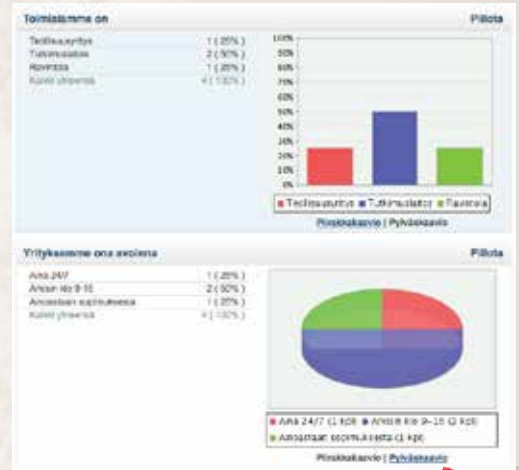 Toimialamme on Piilota
Teollisuusyritys 1 ( 25% )
Tutkimuslaitos 2 ( 50% )
Ravintola 1 ( 25% )
Kaikki yhteensä 4 ( 100% )
100%
90%
80%
70%
60%
50%
40%
30%
20%
10%
0%
Teollisuusyritys Tutkimuslaitos Ravintola
Piirakkakaavio | Pylväskaavio
Yrityksemme on avoinna Piilota
Aina 24/7 1 ( 25% )
Arkisin klo 9-16 2 ( 50% )
Ainoastaan sopimuksesta 1 ( 25% )
Kaikki yhteensä 4 ( 100% )
Aina 24/7 (1 kpl) Arkisin klo 9-16 (2 kpl)
Ainoastaan sopimuksesta (1 kpl)
Piirakkakaavio | Pylväskaavio